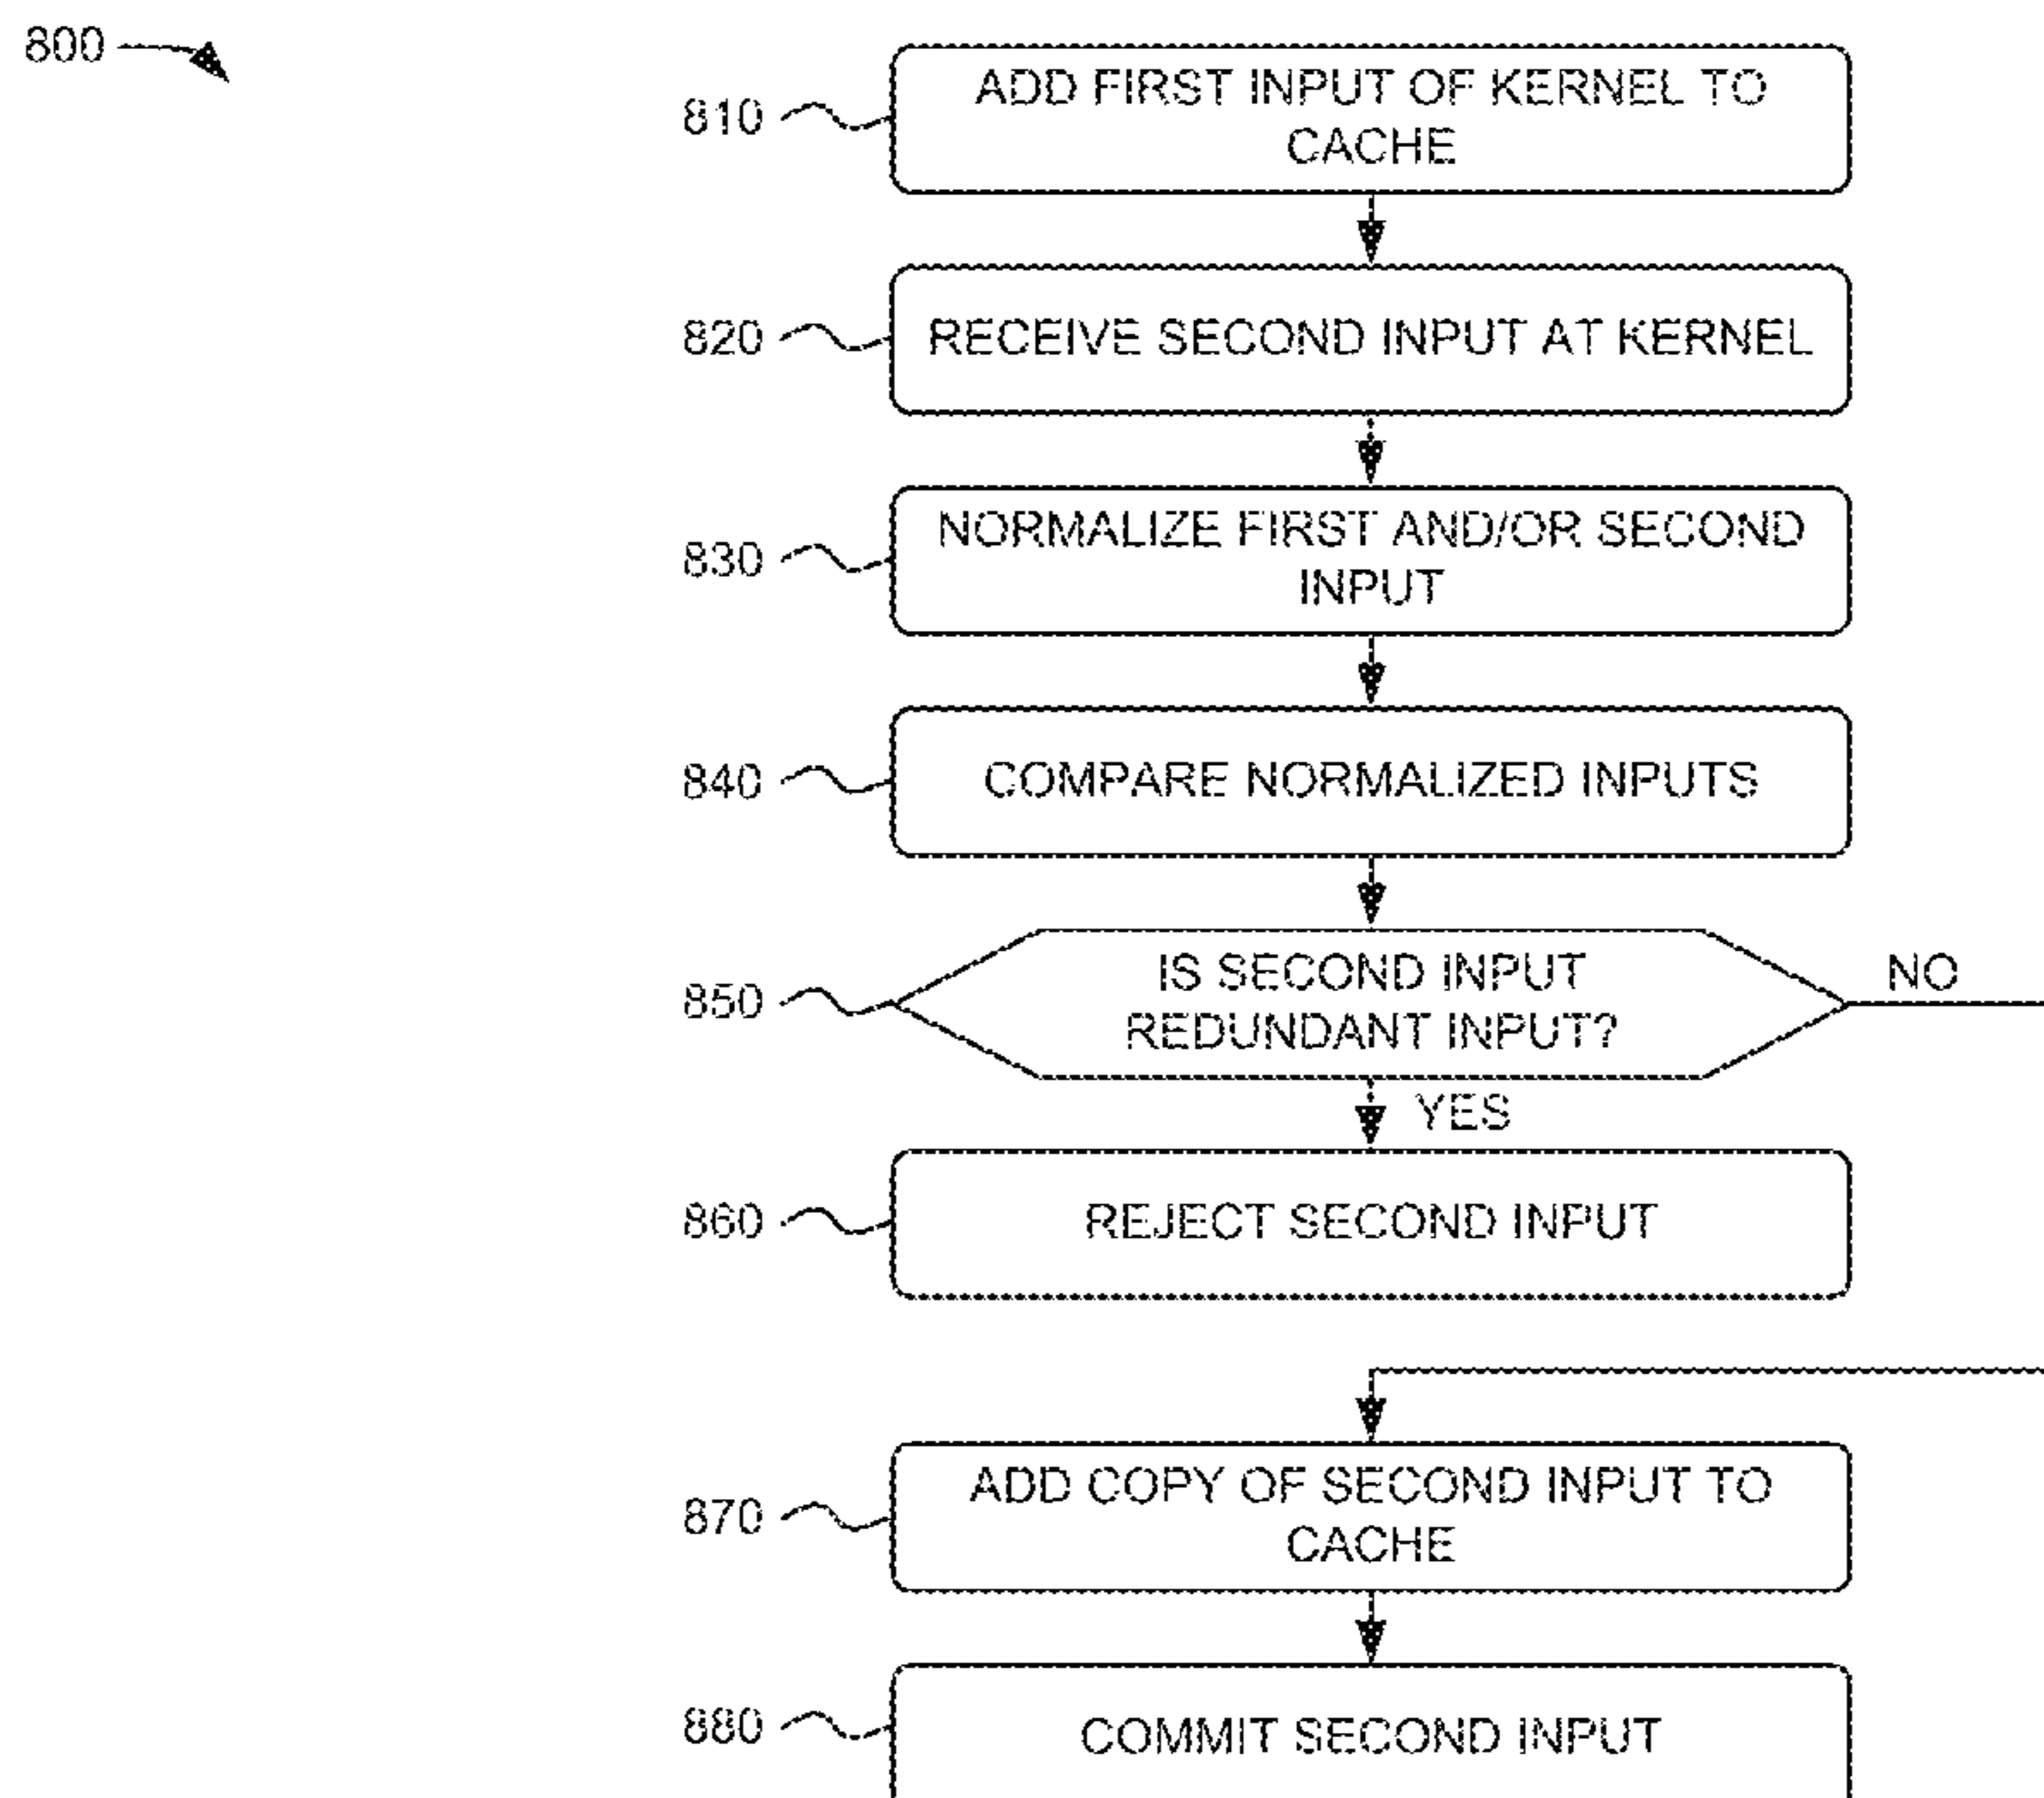 800
810
ADD FIRST INPUT OF KERNEL TO
CACHE
820
RECEIVE SECOND INPUT AT KERNEL
830
NORMALIZE FIRST AND/OR SECOND
INPUT
840
COMPARE NORMALIZED INPUTS
850
IS SECOND INPUT
REDUNDANT INPUT?
NO
YES
860
REJECT SECOND INPUT
870
ADD COPY OF SECOND INPUT TO
CACHE
880
COMMIT SECOND INPUT